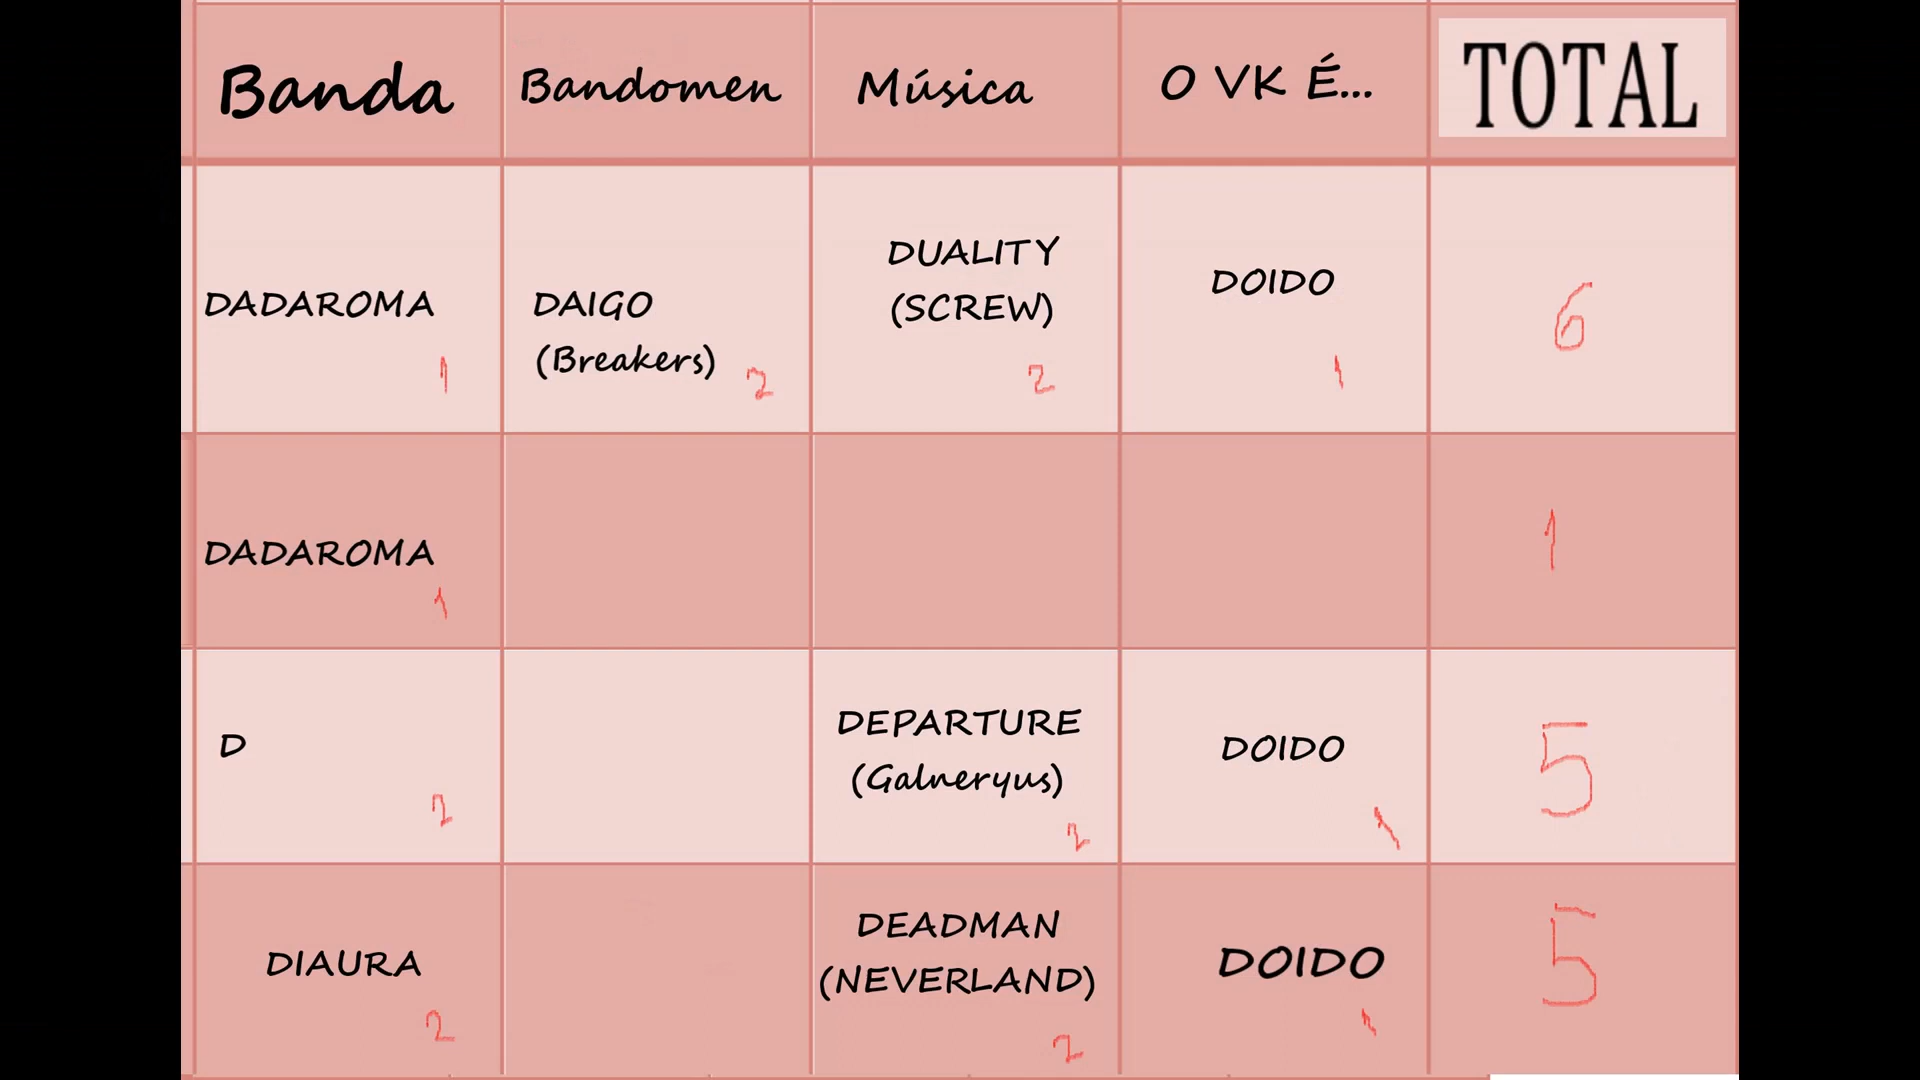 Banda Bandomen Música O VK É... TOTAL
DADAROMA
1
DAIGO
(Breakers)
2
DUALITY
(SCREW)
2
DOIDO
1
6
DADAROMA
1
1
D
2
DEPARTURE
(Galneryus)
2
DOIDO
1
5
DIAURA
2
DEADMAN
(NEVERLAND)
2
DOIDO
1
5